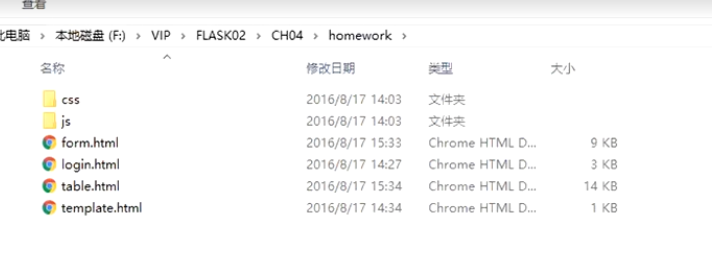 查看
此电脑 > 本地磁盘 (F:) > VIP > FLASK02 > CH04 > homework >
名称 修改日期 类型 大小
css 2016/8/17 14:03 文件夹
js 2016/8/17 14:03 文件夹
form.html 2016/8/17 15:33 Chrome HTML D... 9 KB
login.html 2016/8/17 14:27 Chrome HTML D... 3 KB
table.html 2016/8/17 15:34 Chrome HTML D... 14 KB
template.html 2016/8/17 14:34 Chrome HTML D... 1 KB